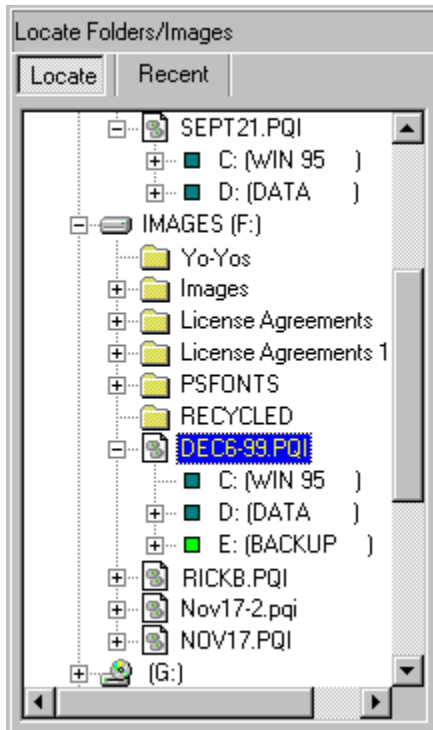 Locate Folders/Images
Locate Recent
SEPT21.PQI
C: (WIN 95 )
D: (DATA )
IMAGES (F:)
Yo-Yos
Images
License Agreements
License Agreements 1
PSFONTS
RECYCLED
DEC6-99.PQI
C: (WIN 95 )
D: (DATA )
E: (BACKUP )
RICKB.PQI
Nov17-2.pqi
NOV17.PQI
(G:)